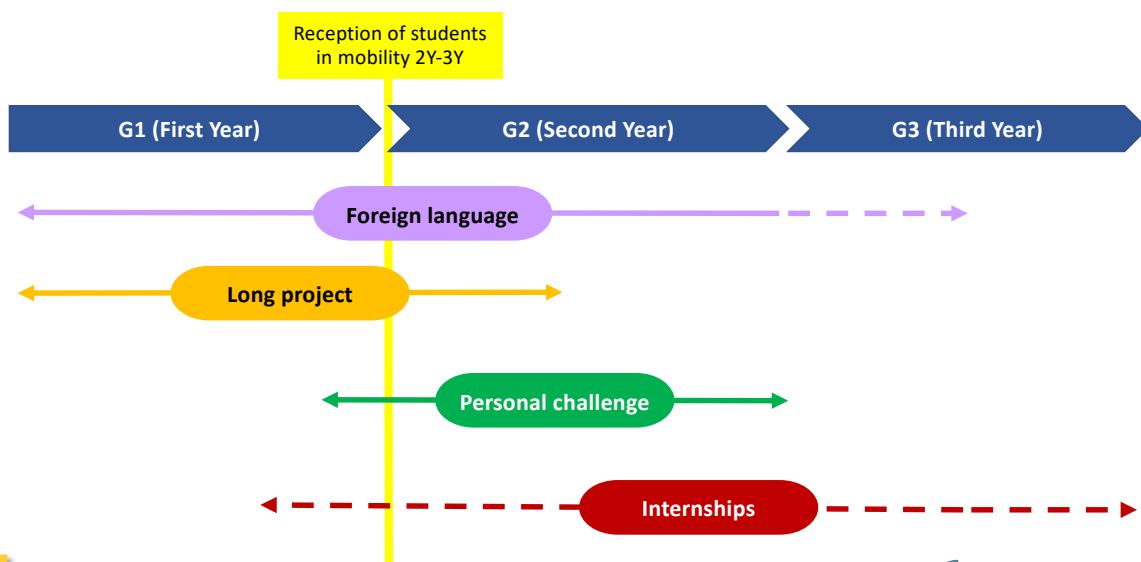 Reception of students
in mobility 2Y-3Y
G1 (First Year)
G2 (Second Year)
G3 (Third Year)
Foreign language
Long project
Personal challenge
Internships